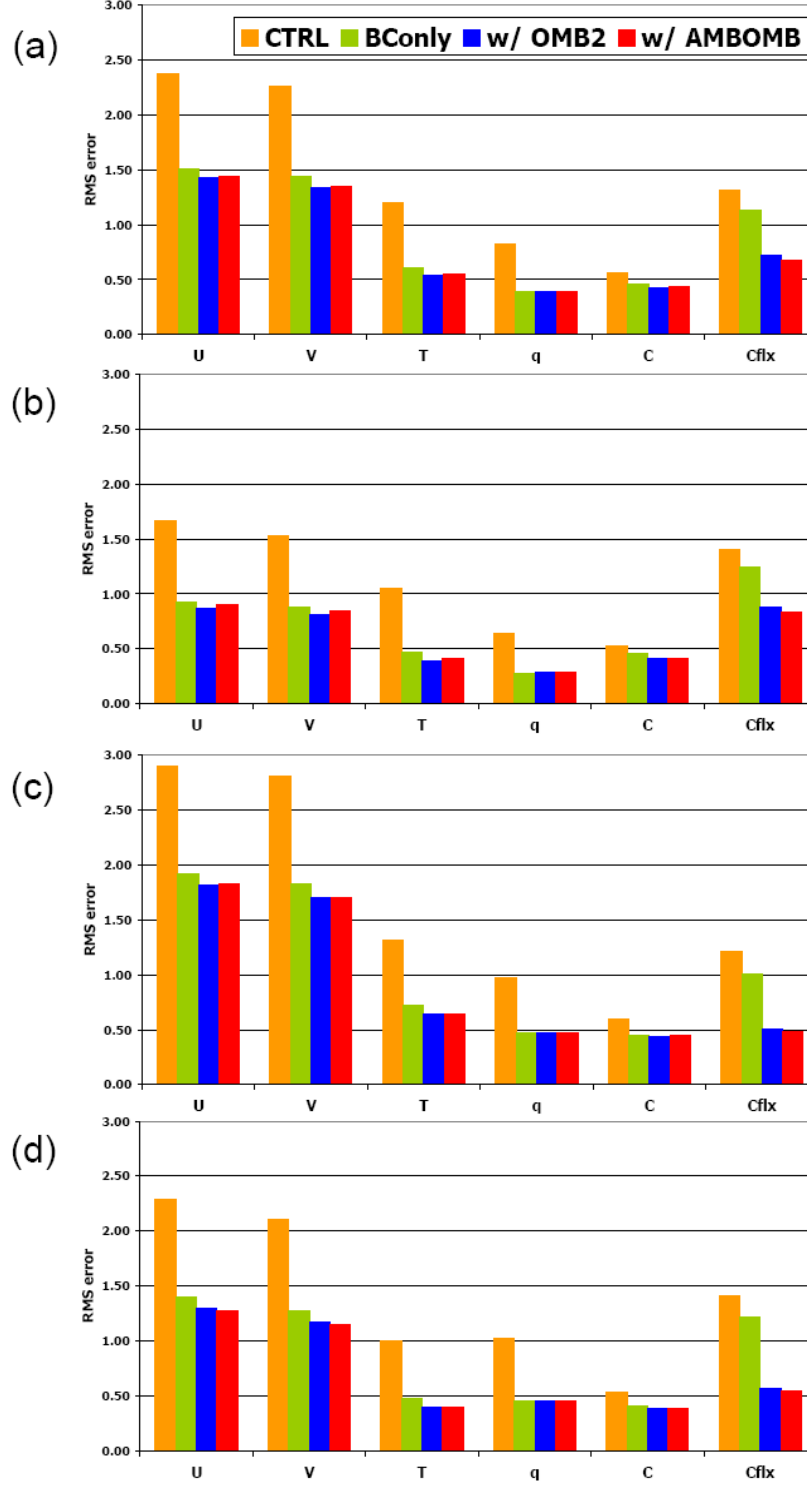 (a)
CTRL BConly w/ OMB2 w/ AMBOMB
RMS error
3.00
2.50
2.00
1.50
1.00
0.50
0.00
U V T q C Cflx
(b)
RMS error
3.00
2.50
2.00
1.50
1.00
0.50
0.00
U V T q C Cflx
(c)
RMS error
3.00
2.50
2.00
1.50
1.00
0.50
0.00
U V T q C Cflx
(d)
RMS error
3.00
2.50
2.00
1.50
1.00
0.50
0.00
U V T q C Cflx